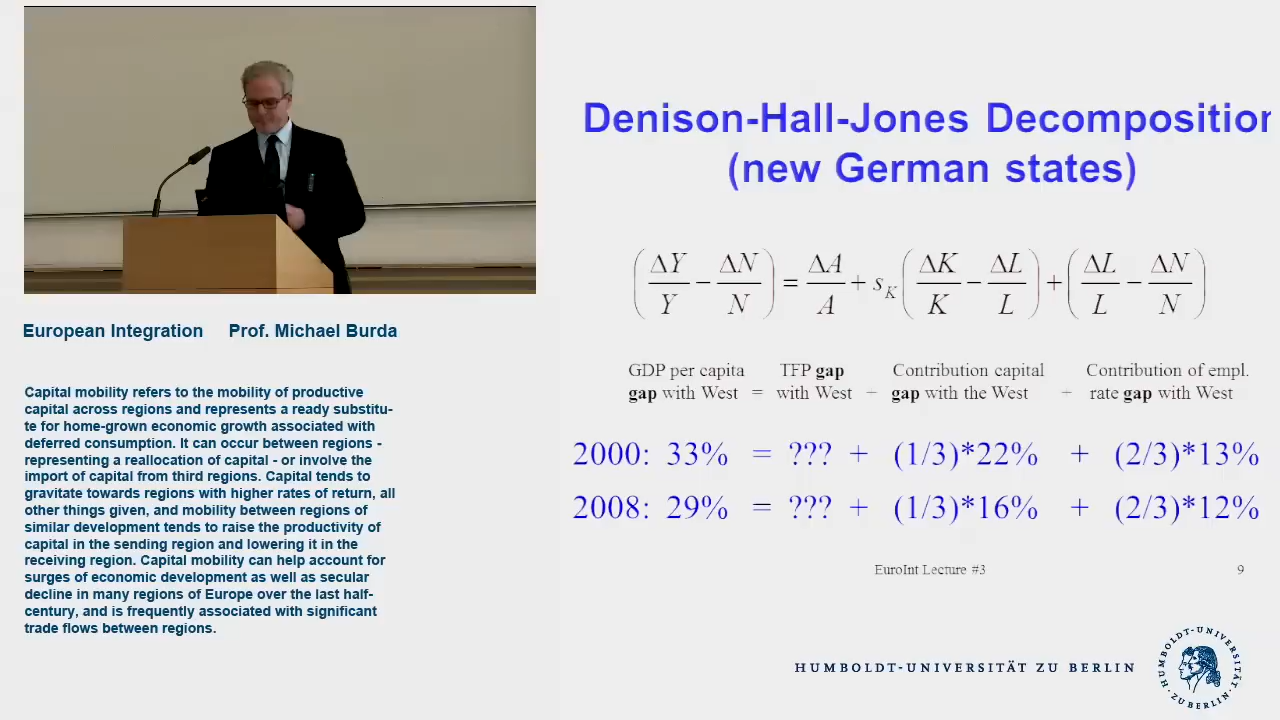 Denison-Hall-Jones Decomposition
(new German states)
(ΔY/Y − ΔN/N) = ΔA/A + s_K (ΔK/K − ΔL/L) + (ΔL/L − ΔN/N)
GDP per capita TFP gap Contribution capital Contribution of empl.
gap with West = with West + gap with the West + rate gap with West
2000: 33% = ??? + (1/3)*22% + (2/3)*13%
2008: 29% = ??? + (1/3)*16% + (2/3)*12%
EuroInt Lecture #3 9
European Integration Prof. Michael Burda
Capital mobility refers to the mobility of productive
capital across regions and represents a ready substitu-
te for home-grown economic growth associated with
deferred consumption. It can occur between regions -
representing a reallocation of capital - or involve the
import of capital from third regions. Capital tends to
gravitate towards regions with higher rates of return, all
other things given, and mobility between regions of
similar development tends to raise the productivity of
capital in the sending region and lowering it in the
receiving region. Capital mobility can help account for
surges of economic development as well as secular
decline in many regions of Europe over the last half-
century, and is frequently associated with significant
trade flows between regions.
HUMBOLDT-UNIVERSITÄT ZU BERLIN
HUMBOLDT-UNIVERSITÄT · ZU BERLIN ·